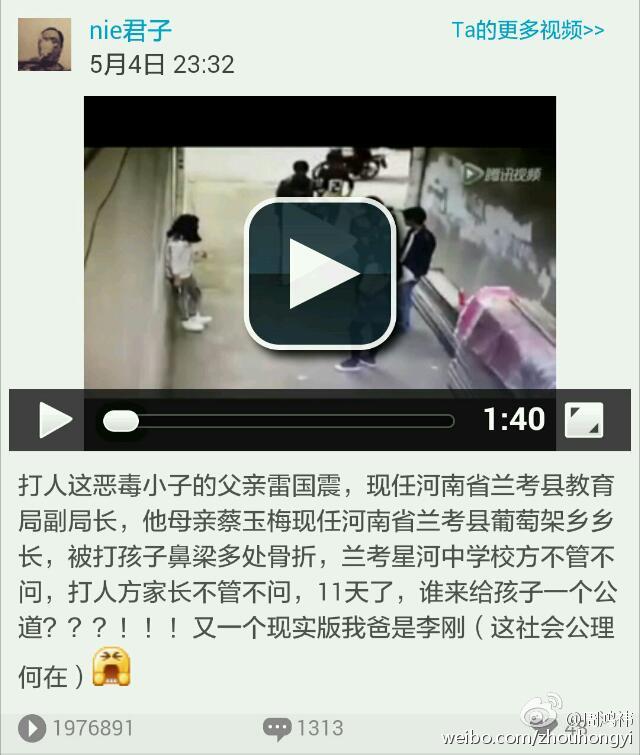 nie君子
Ta的更多视频>>
5月4日 23:32
腾讯视频
1:40
打人这恶毒小子的父亲雷国震，现任河南省兰考县教育
局副局长，他母亲蔡玉梅现任河南省兰考县葡萄架乡乡
长，被打孩子鼻梁多处骨折，兰考星河中学校方不管不
问，打人方家长不管不问，11天了，谁来给孩子一个公
道？？？！！！又一个现实版我爸是李刚（这社会公理
何在）
1976891
1313
@周鸿祎
weibo.com/zhouhongyi